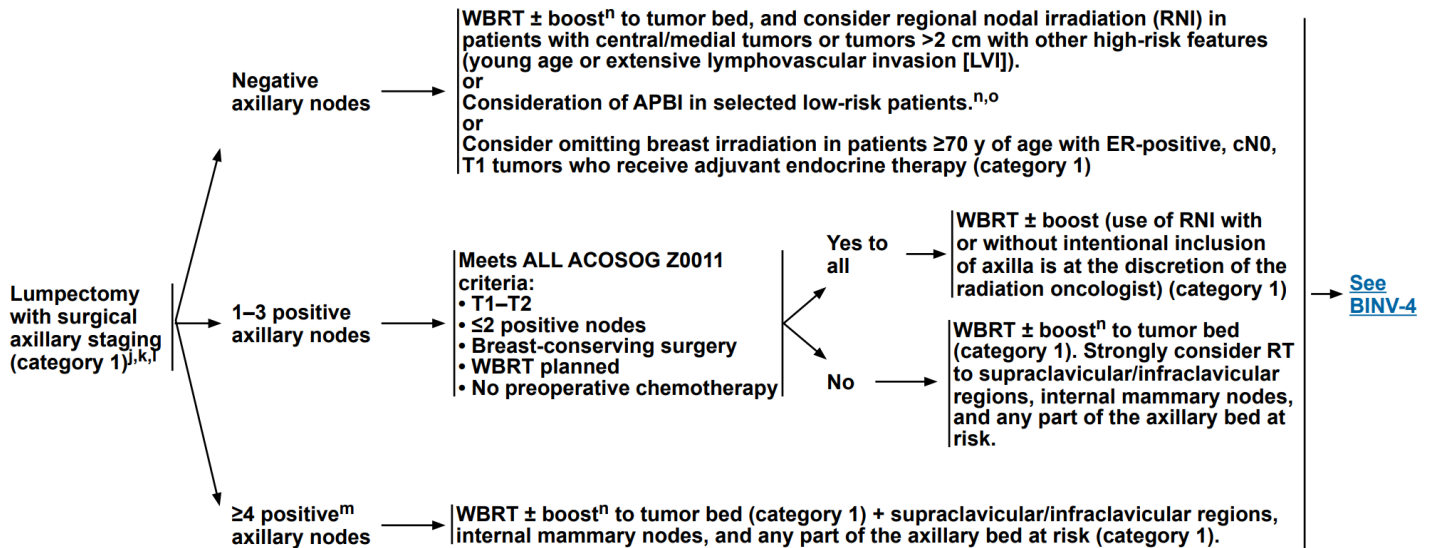 Lumpectomy
with surgical
axillary staging
(category 1)j,k,l
Negative
axillary nodes
WBRT ± boostn to tumor bed, and consider regional nodal irradiation (RNI) in
patients with central/medial tumors or tumors >2 cm with other high-risk features
(young age or extensive lymphovascular invasion [LVI]).
or
Consideration of APBI in selected low-risk patients.n,o
or
Consider omitting breast irradiation in patients ≥70 y of age with ER-positive, cN0,
T1 tumors who receive adjuvant endocrine therapy (category 1)
1–3 positive
axillary nodes
Meets ALL ACOSOG Z0011
criteria:
• T1–T2
• ≤2 positive nodes
• Breast-conserving surgery
• WBRT planned
• No preoperative chemotherapy
Yes to
all
WBRT ± boost (use of RNI with
or without intentional inclusion
of axilla is at the discretion of the
radiation oncologist) (category 1)
No
WBRT ± boostn to tumor bed
(category 1). Strongly consider RT
to supraclavicular/infraclavicular
regions, internal mammary nodes,
and any part of the axillary bed at
risk.
≥4 positivem
axillary nodes
WBRT ± boostn to tumor bed (category 1) + supraclavicular/infraclavicular regions,
internal mammary nodes, and any part of the axillary bed at risk (category 1).
See
BINV-4